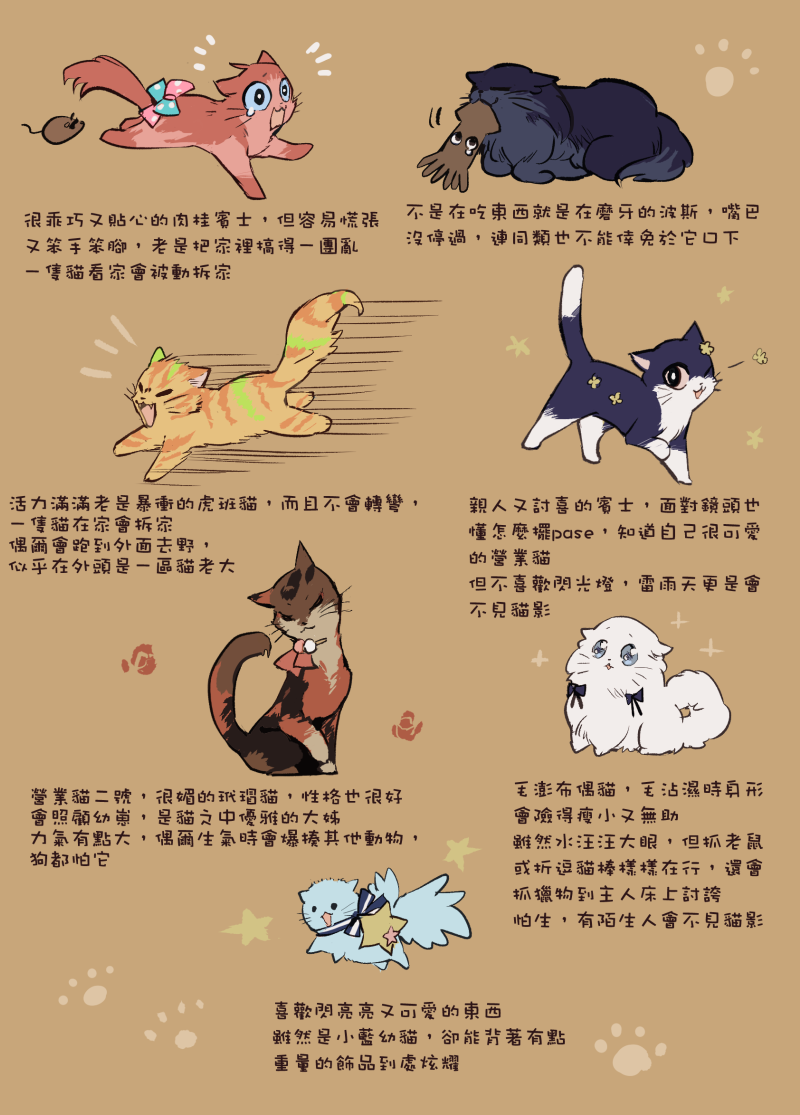 很乖巧又貼心的肉桂賓士，但容易慌張
又笨手笨腳，老是把家裡搞得一團亂
一隻貓看家會被動拆家
不是在吃東西就是在磨牙的波斯，嘴巴
沒停過，連同類也不能倖免於它口下
活力滿滿老是暴衝的虎班貓，而且不會轉彎，
一隻貓在家會拆家
偶爾會跑到外面去野，
似乎在外頭是一區貓老大
親人又討喜的賓士，面對鏡頭也
懂怎麼擺pase，知道自己很可愛
的營業貓
但不喜歡閃光燈，雷雨天更是會
不見貓影
營業貓二號，很媚的玳瑁貓，性格也很好
會照顧幼崽，是貓之中優雅的大姊
力氣有點大，偶爾生氣時會爆揍其他動物，
狗都怕它
毛澎布偶貓，毛沾濕時身形
會險得瘦小又無助
雖然水汪汪大眼，但抓老鼠
或折逗貓棒樣樣在行，還會
抓獵物到主人床上討誇
怕生，有陌生人會不見貓影
喜歡閃亮亮又可愛的東西
雖然是小藍幼貓，卻能背著有點
重量的飾品到處炫耀